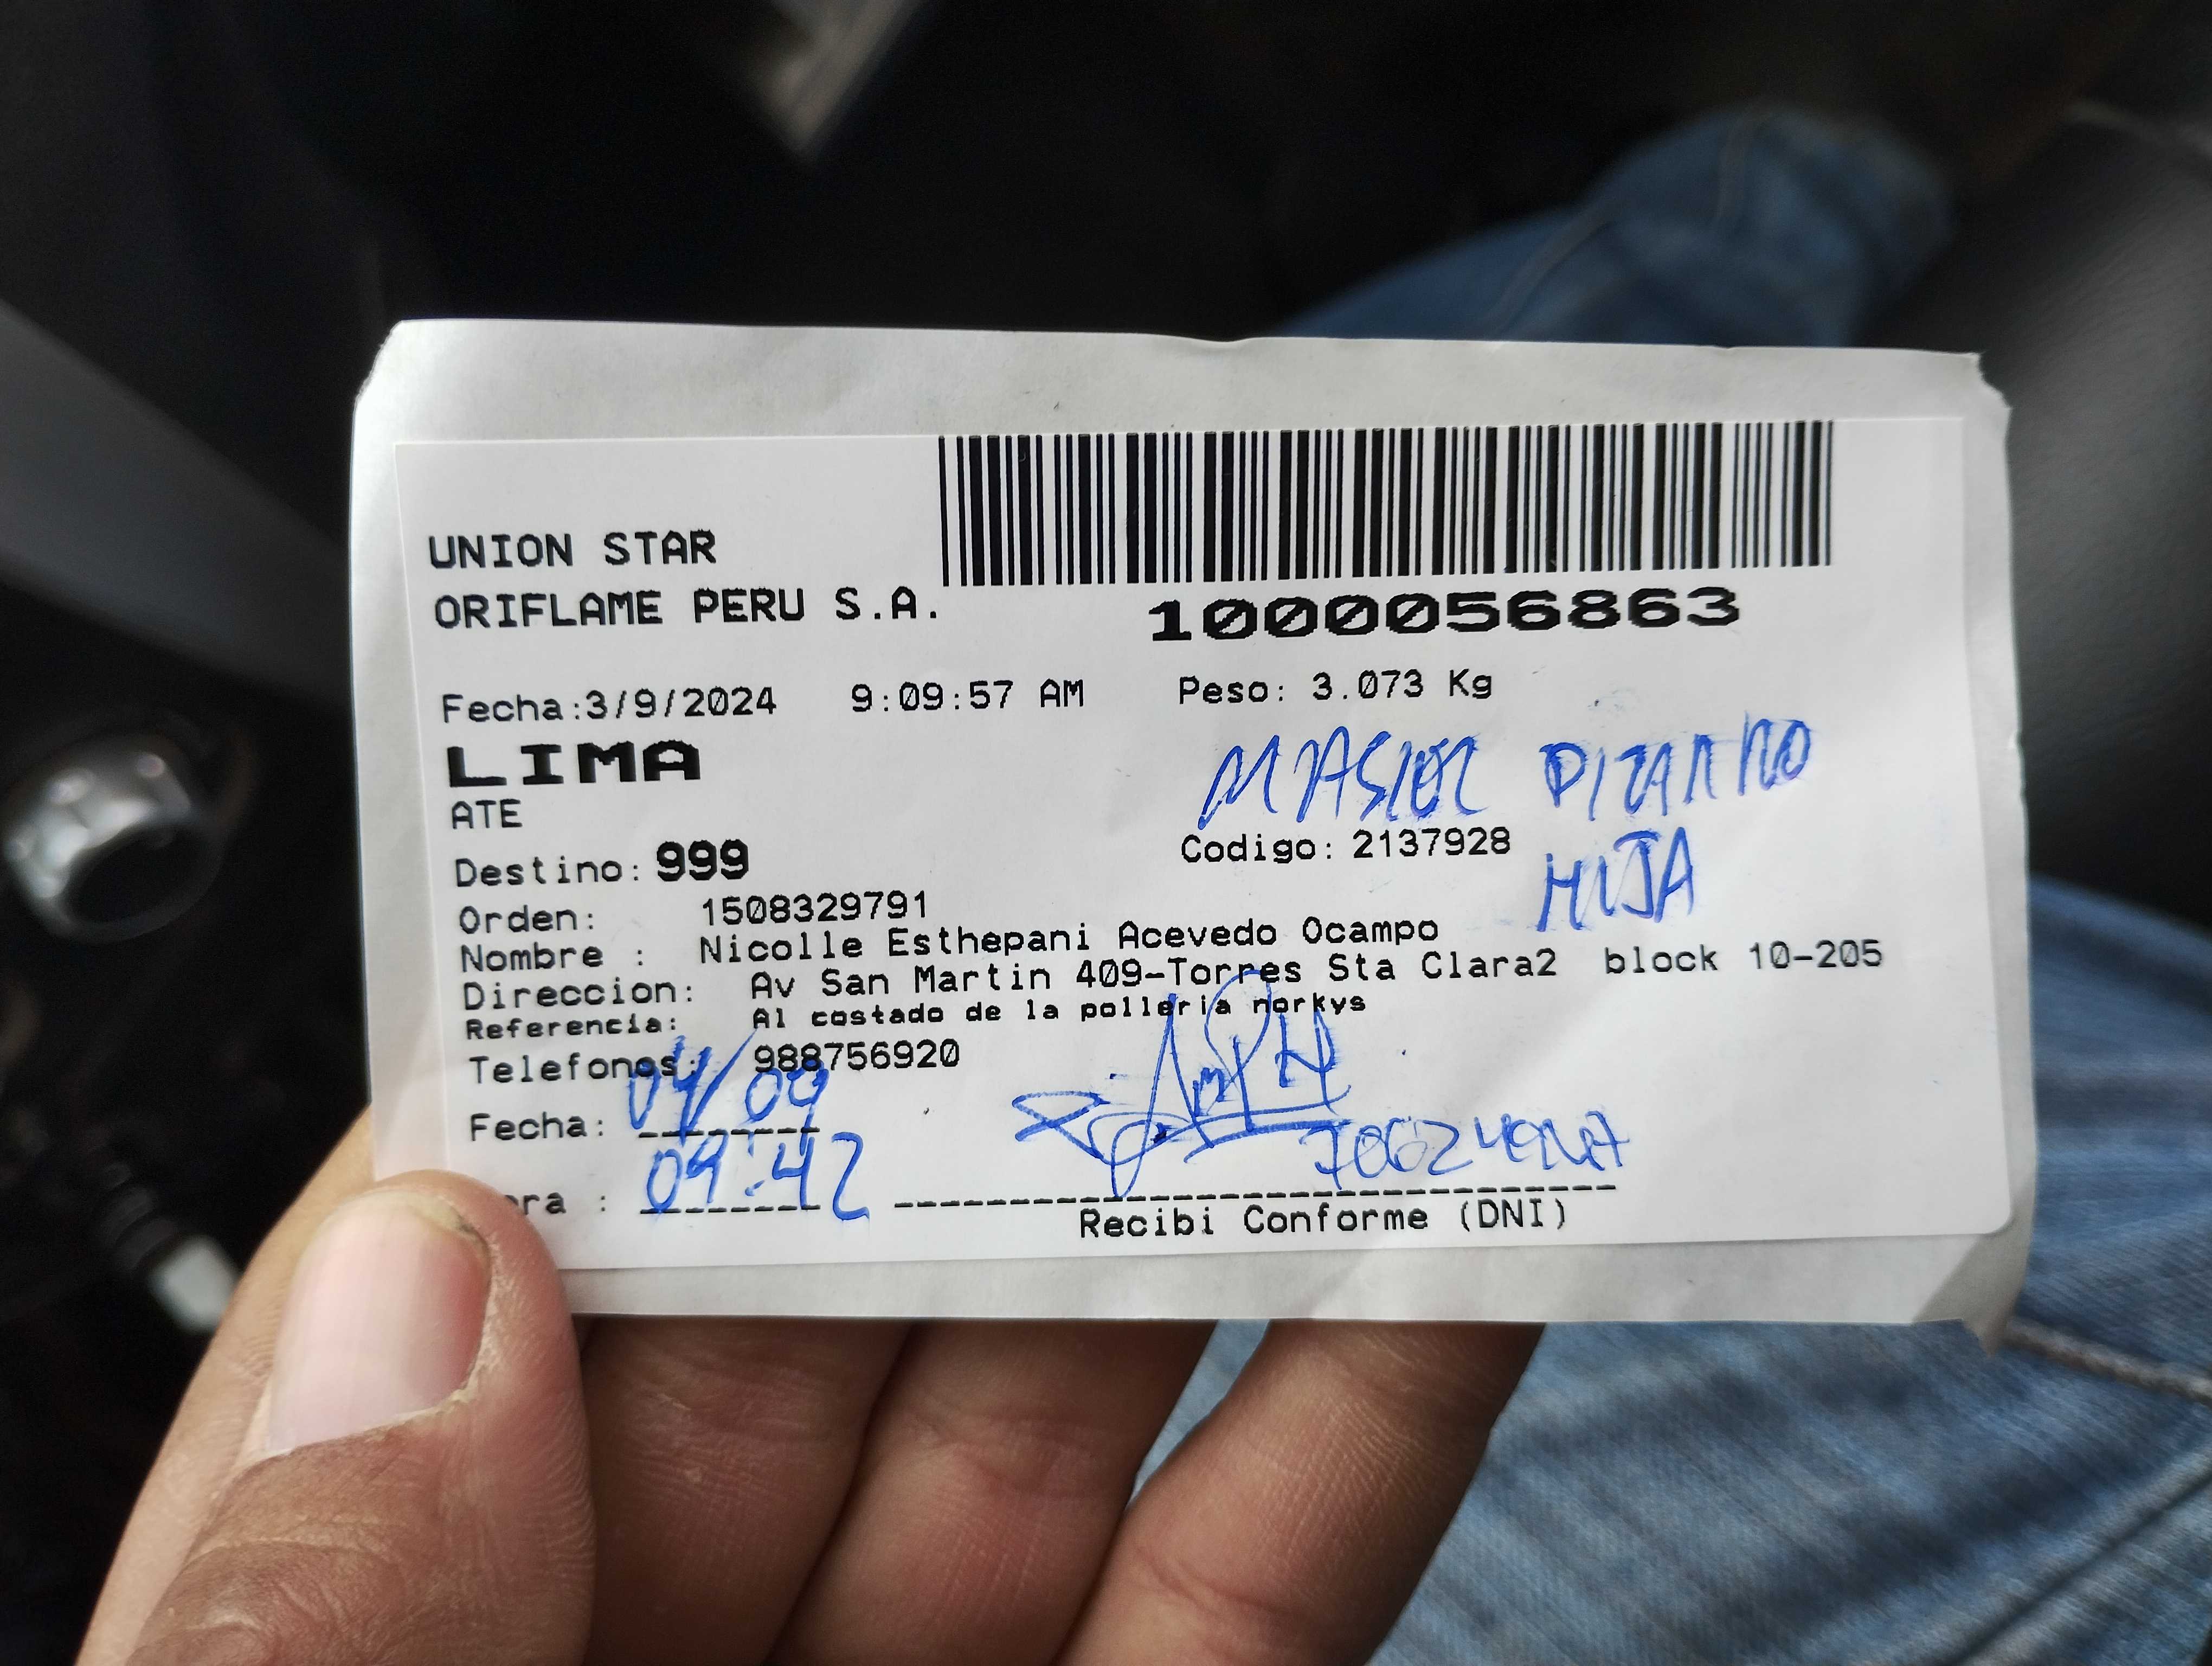 UNION STAR
ORIFLAME PERU S.A.
1000056863
Fecha:3/9/2024 9:09:57 AM Peso: 3.073 Kg
LIMA
PIZARRO
ATE
Codigo: 2137928
HIJA
Destino: 999
Orden: 1508329791
Nombre : Nicolle Esthepani Acevedo Ocampo
Direccion: Av San Martin 409-Torres Sta Clara2 block 10-205
Referencia: Al costado de la polleria norkys
Telefonos: 988756920
Fecha: 04/09
ora : 09:42
Recibi Conforme (DNI)